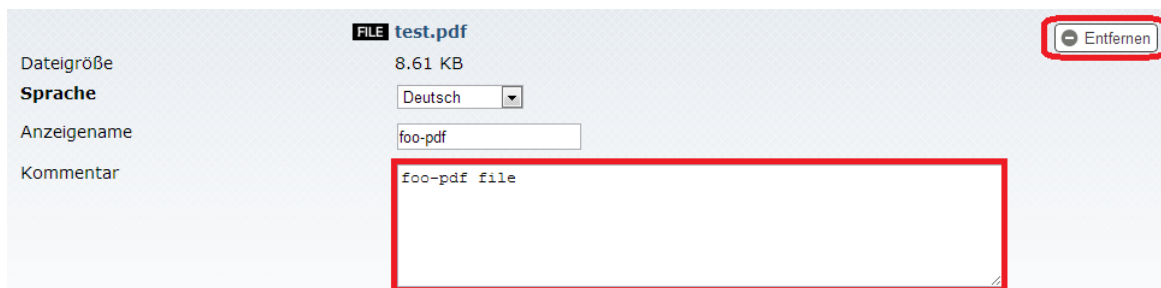 FILE test.pdf
Entfernen
Dateigröße 8.61 KB
Sprache Deutsch
Anzeigename foo-pdf
Kommentar foo-pdf file